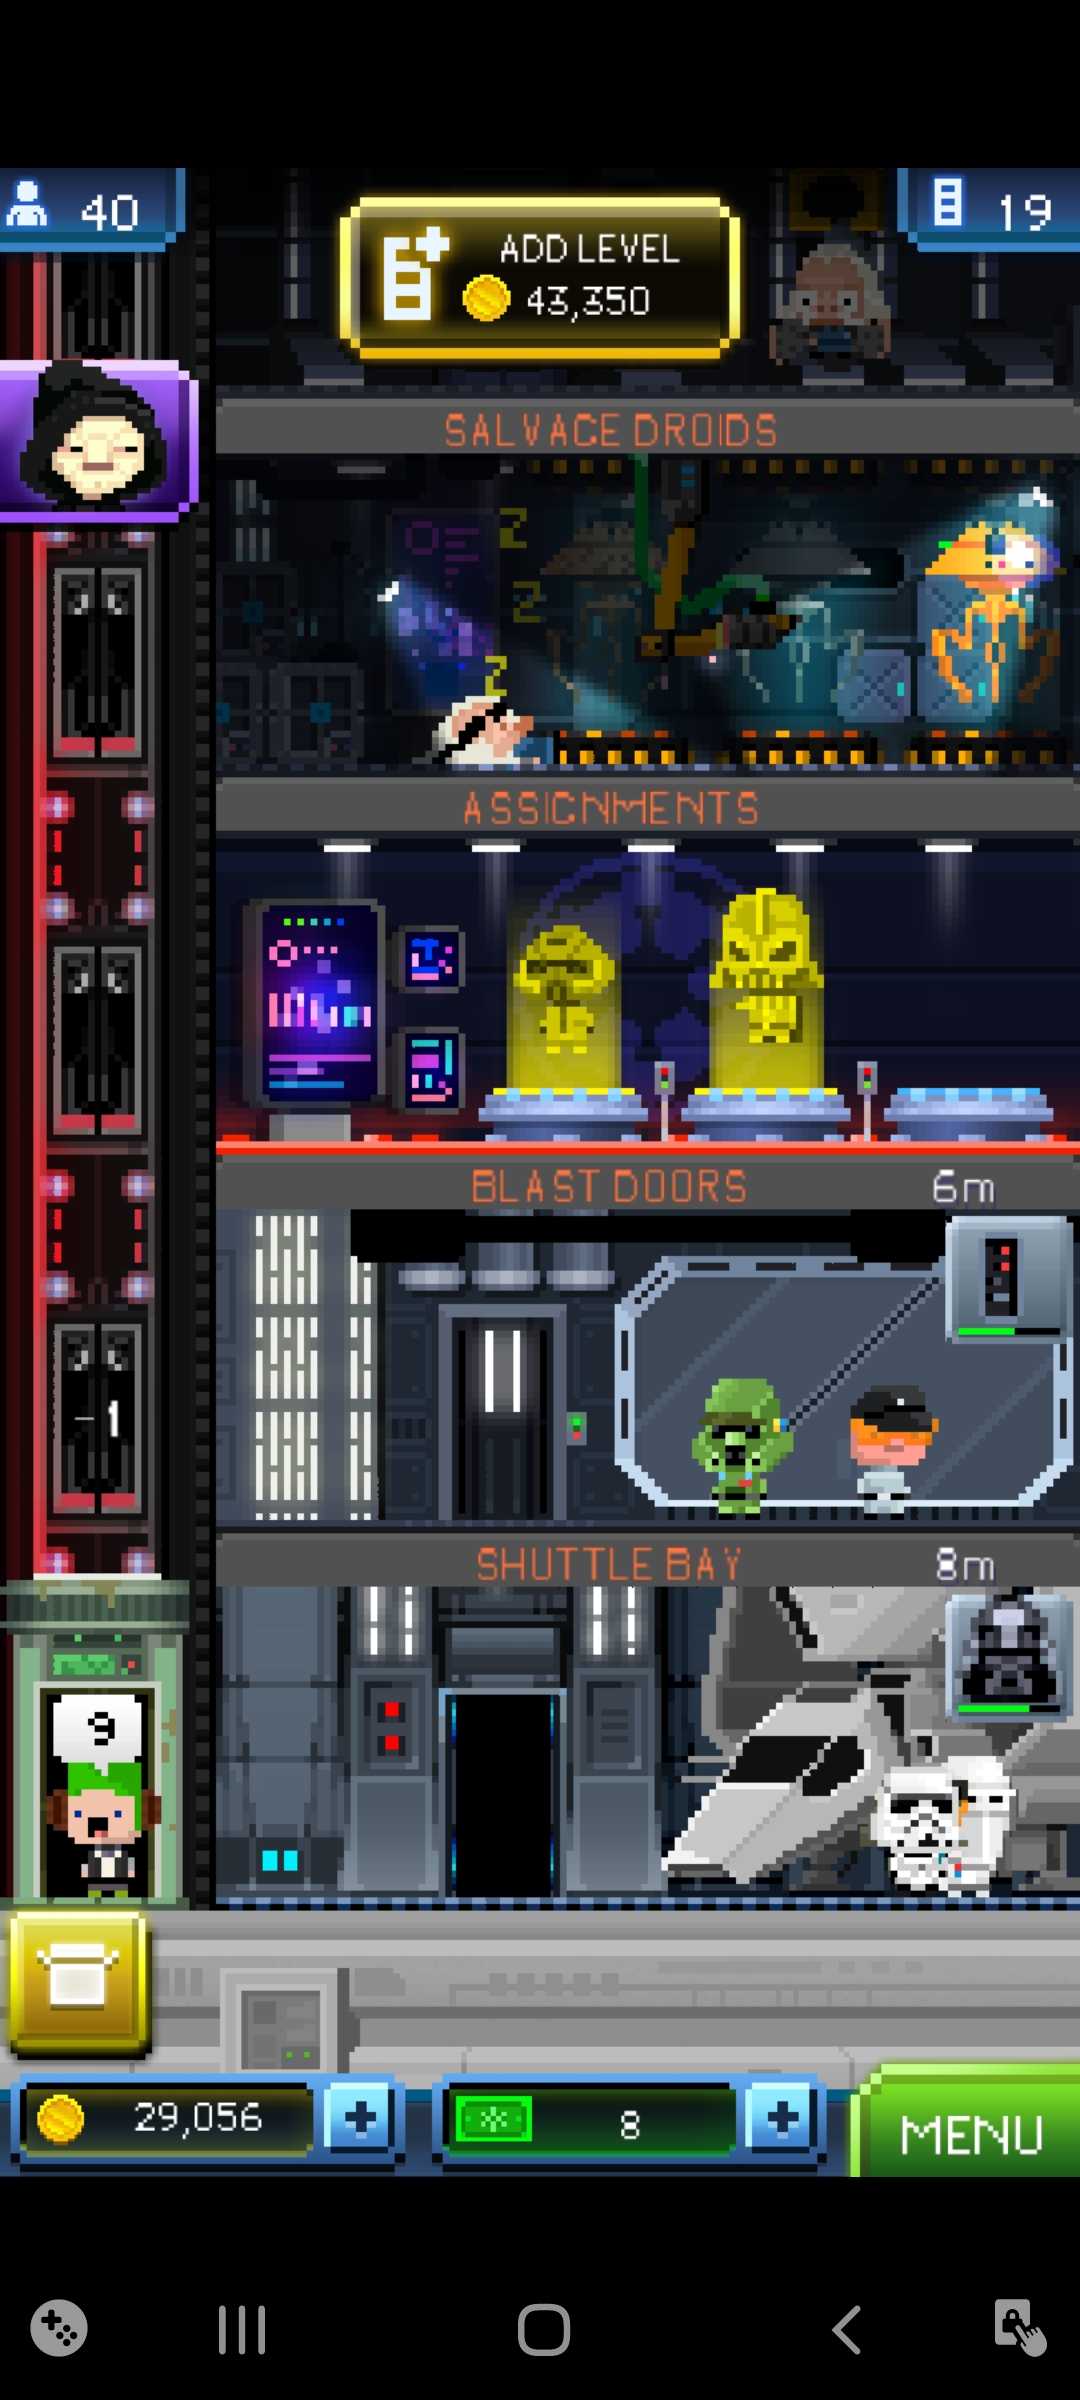 40
ADD LEVEL
43,350
19
SALVAGE DROIDS
Z
Z
Z
ASSIGNMENTS
BLAST DOORS 6m
-1
SHUTTLE BAY 8m
9
29,056
8
MENU